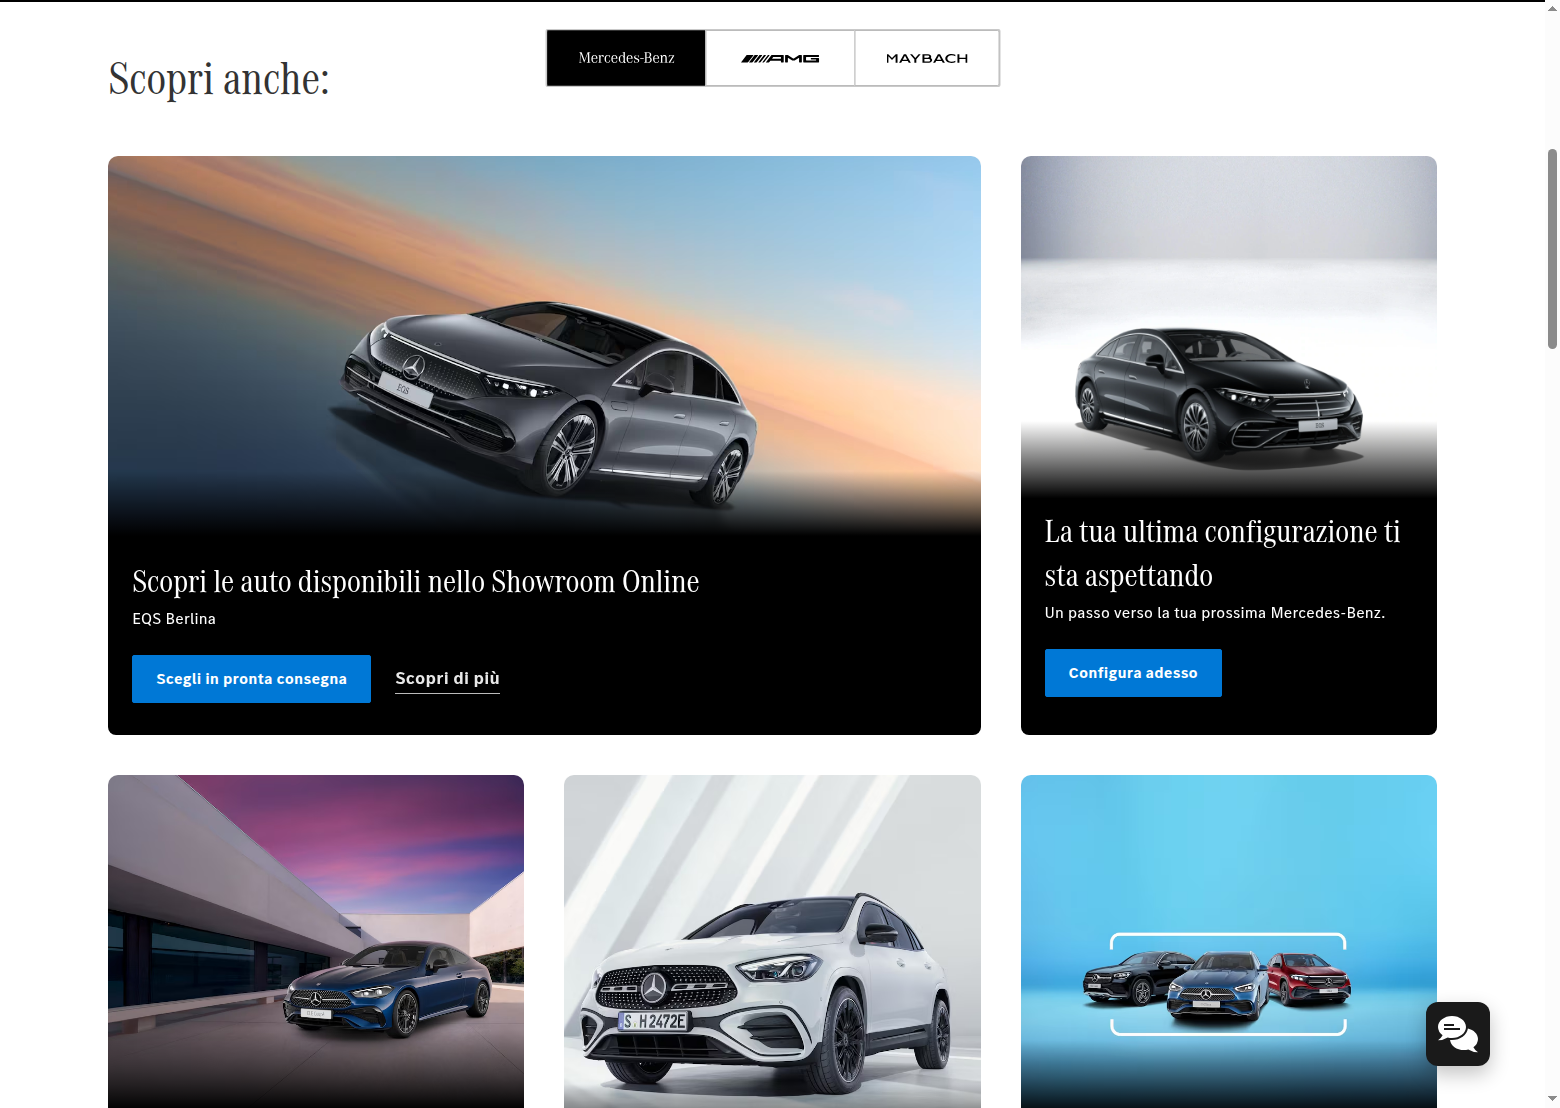 Scopri anche:
Mercedes-Benz
AMG
MAYBACH
EQS
EQS
Scopri le auto disponibili nello Showroom Online
EQS Berlina
Scegli in pronta consegna
Scopri di più
La tua ultima configurazione ti
sta aspettando
Un passo verso la tua prossima Mercedes-Benz.
Configura adesso
S H 2472E